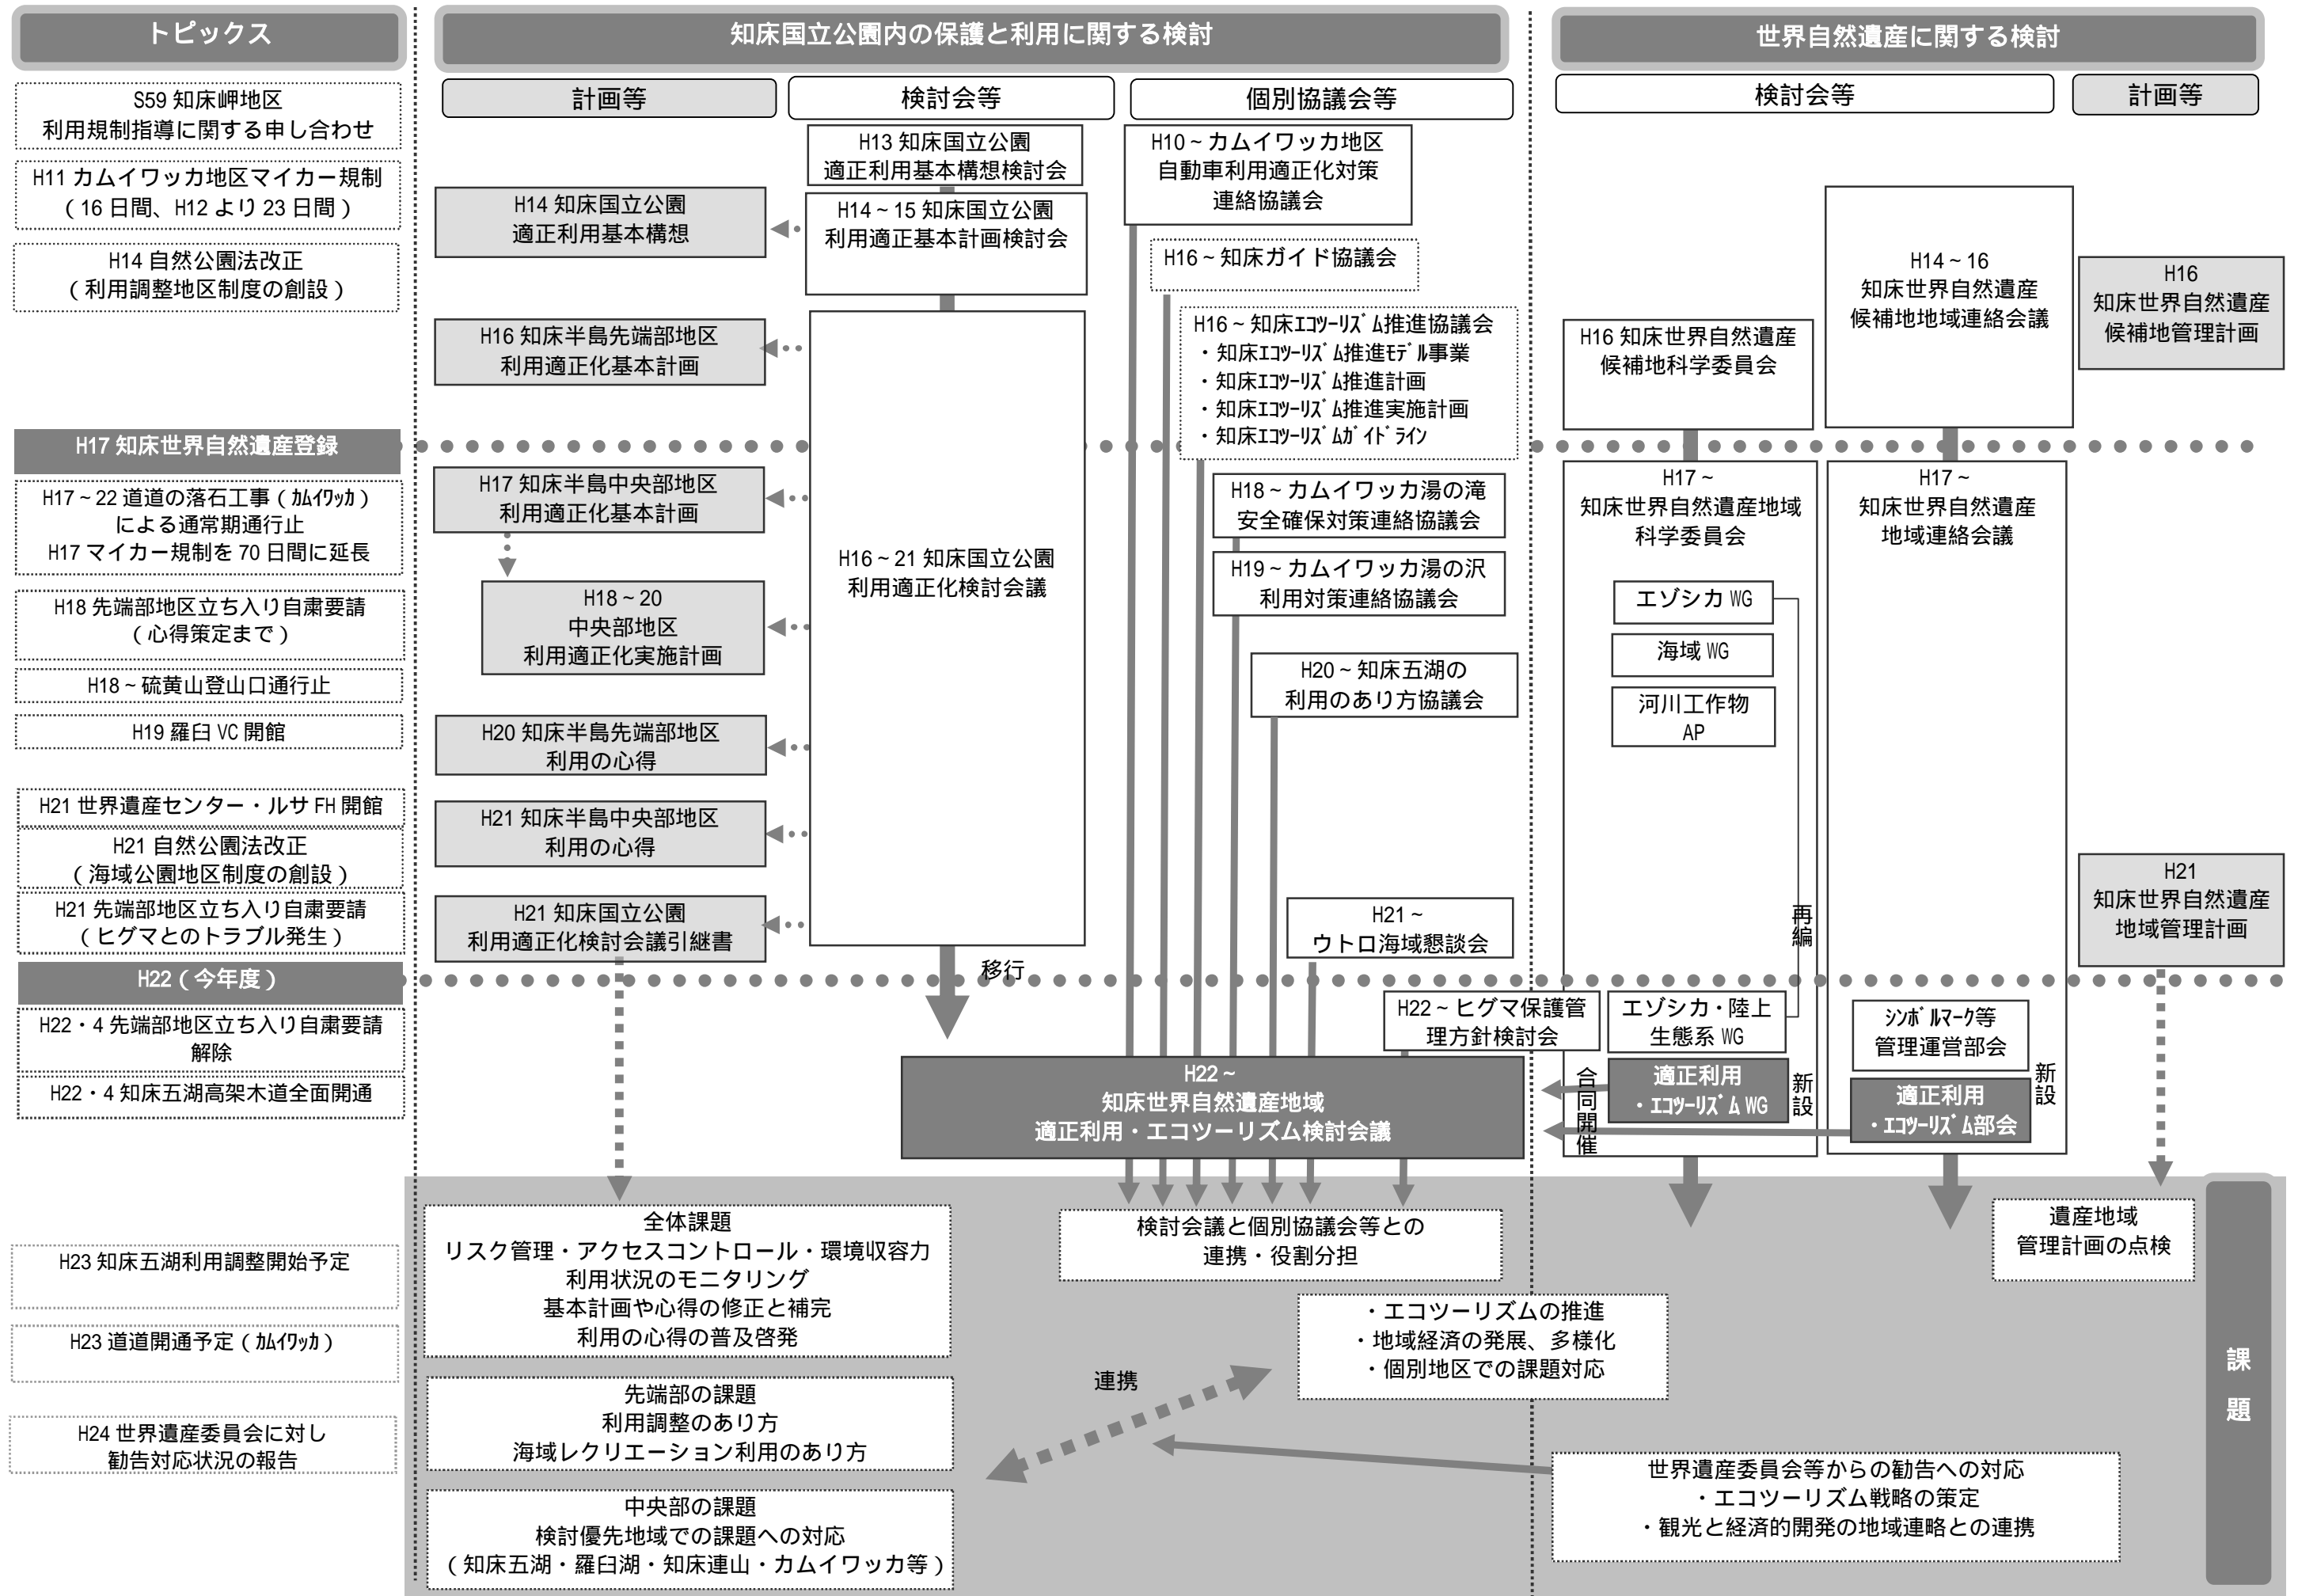 トピックス
S59 知床岬地区
利用規制指導に関する申し合わせ
H11 カムイワッカ地区マイカー規制
(16 日間、H12 より 23 日間)
H14 自然公園法改正
(利用調整地区制度の創設)
H17 知床世界自然遺産登録
H17~22 道道の落石工事(カムイワッカ)
による通常期通行止
H17 マイカー規制を 70 日間に延長
H18 先端部地区立ち入り自粛要請
(心得策定まで)
H18~硫黄山登山口通行止
H19 羅臼 VC 開館
H21 世界遺産センター・ルサ FH 開館
H21 自然公園法改正
(海域公園地区制度の創設)
H21 先端部地区立ち入り自粛要請
(ヒグマとのトラブル発生)
H22(今年度)
H22・4 先端部地区立ち入り自粛要請
解除
H22・4 知床五湖高架木道全面開通
H23 知床五湖利用調整開始予定
H23 道道開通予定(カムイワッカ)
H24 世界遺産委員会に対し
勧告対応状況の報告
知床国立公園内の保護と利用に関する検討
計画等
H14 知床国立公園
適正利用基本構想
H16 知床半島先端部地区
利用適正化基本計画
H17 知床半島中央部地区
利用適正化基本計画
H18~20
中央部地区
利用適正化実施計画
H20 知床半島先端部地区
利用の心得
H21 知床半島中央部地区
利用の心得
H21 知床国立公園
利用適正化検討会議引継書
検討会等
H13 知床国立公園
適正利用基本構想検討会
H14~15 知床国立公園
利用適正基本計画検討会
H16~21 知床国立公園
利用適正化検討会議
移行
個別協議会等
H10~カムイワッカ地区
自動車利用適正化対策
連絡協議会
H16~知床ガイド協議会
H16~知床エコツーリズム推進協議会
・知床エコツーリズム推進モデル事業
・知床エコツーリズム推進計画
・知床エコツーリズム推進実施計画
・知床エコツーリズムガイドライン
H18~カムイワッカ湯の滝
安全確保対策連絡協議会
H19~カムイワッカ湯の沢
利用対策連絡協議会
H20~知床五湖の
利用のあり方協議会
H21~
ウトロ海域懇談会
H22~ヒグマ保護管
理方針検討会
H22~
知床世界自然遺産地域
適正利用・エコツーリズム検討会議
世界自然遺産に関する検討
検討会等
計画等
H16 知床世界自然遺産
候補地科学委員会
H14~16
知床世界自然遺産
候補地地域連絡会議
H16
知床世界自然遺産
候補地管理計画
H17~
知床世界自然遺産地域
科学委員会
エゾシカ WG
海域 WG
河川工作物
AP
再編
エゾシカ・陸上
生態系 WG
適正利用
・エコツーリズム WG
新設
合同開催
H17~
知床世界自然遺産
地域連絡会議
シンボルマーク等
管理運営部会
適正利用
・エコツーリズム部会
新設
H21
知床世界自然遺産
地域管理計画
課題
全体課題
リスク管理・アクセスコントロール・環境収容力
利用状況のモニタリング
基本計画や心得の修正と補完
利用の心得の普及啓発
先端部の課題
利用調整のあり方
海域レクリエーション利用のあり方
中央部の課題
検討優先地域での課題への対応
(知床五湖・羅臼湖・知床連山・カムイワッカ等)
検討会議と個別協議会等との
連携・役割分担
連携
・エコツーリズムの推進
・地域経済の発展、多様化
・個別地区での課題対応
遺産地域
管理計画の点検
世界遺産委員会等からの勧告への対応
・エコツーリズム戦略の策定
・観光と経済的開発の地域連略との連携